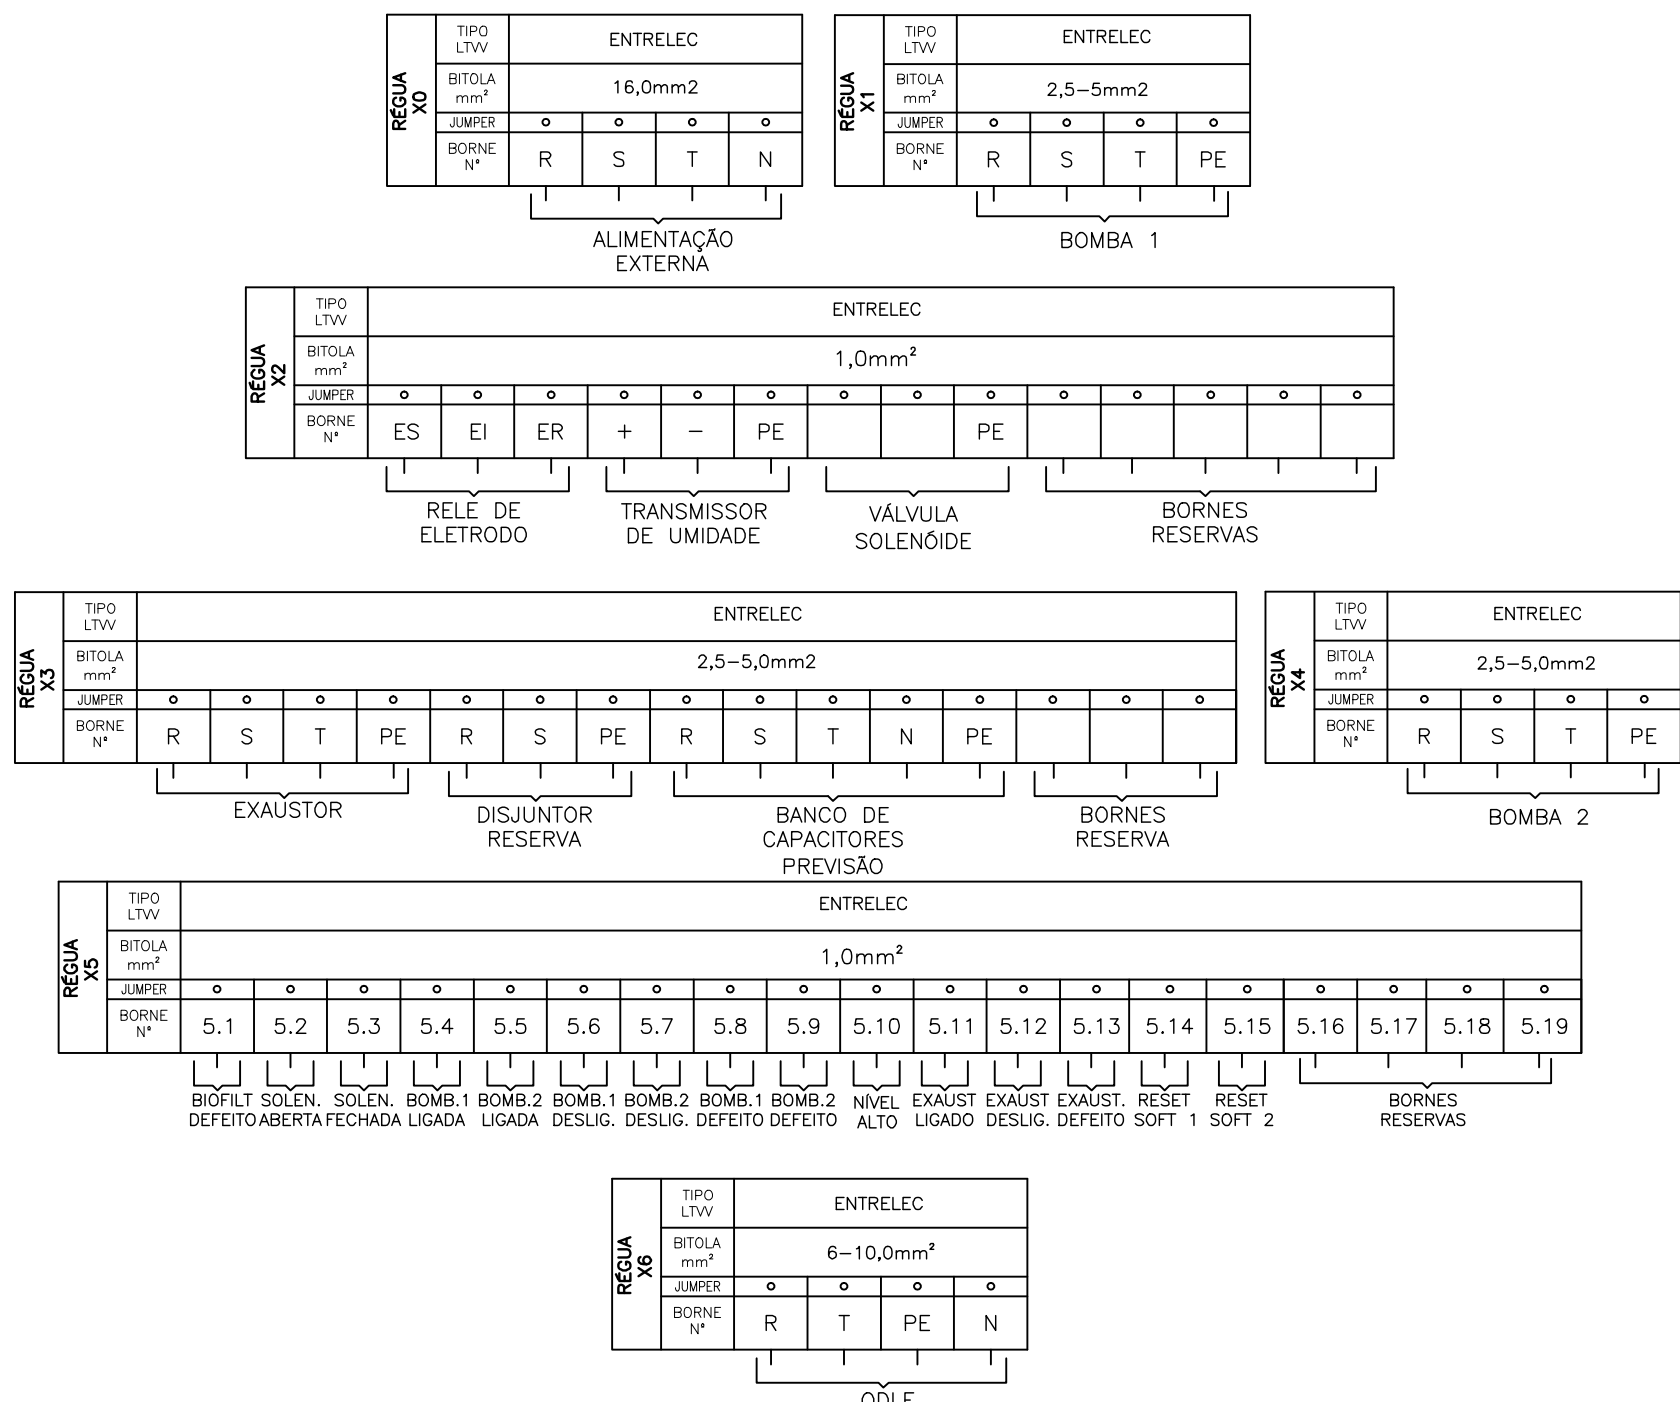 RÉGUA
X0
TIPO
LTVV
ENTRELEC
BITOLA
mm²
16,0mm2
JUMPER
BORNE
Nº
R S T N
ALIMENTAÇÃO
EXTERNA
RÉGUA
X1
TIPO
LTVV
ENTRELEC
BITOLA
mm²
2,5-5mm2
JUMPER
BORNE
Nº
R S T PE
BOMBA 1
RÉGUA
X2
TIPO
LTVV
ENTRELEC
BITOLA
mm²
1,0mm²
JUMPER
BORNE
Nº
ES EI ER + - PE PE
RELE DE
ELETRODO
TRANSMISSOR
DE UMIDADE
VÁLVULA
SOLENÓIDE
BORNES
RESERVAS
RÉGUA
X3
TIPO
LTVV
ENTRELEC
BITOLA
mm²
2,5-5,0mm2
JUMPER
BORNE
Nº
R S T PE R S PE R S T N PE
EXAUSTOR
DISJUNTOR
RESERVA
BANCO DE
CAPACITORES
PREVISÃO
BORNES
RESERVA
RÉGUA
X4
TIPO
LTVV
ENTRELEC
BITOLA
mm²
2,5-5,0mm2
JUMPER
BORNE
Nº
R S T PE
BOMBA 2
RÉGUA
X5
TIPO
LTVV
ENTRELEC
BITOLA
mm²
1,0mm²
JUMPER
BORNE
Nº
5.1 5.2 5.3 5.4 5.5 5.6 5.7 5.8 5.9 5.10 5.11 5.12 5.13 5.14 5.15 5.16 5.17 5.18 5.19
BIOFILT
DEFEITO
SOLEN.
ABERTA
SOLEN.
FECHADA
BOMB.1
LIGADA
BOMB.2
LIGADA
BOMB.1
DESLIG.
BOMB.2
DESLIG.
BOMB.1
DEFEITO
BOMB.2
DEFEITO
NÍVEL
ALTO
EXAUST
LIGADO
EXAUST
DESLIG.
EXAUST.
DEFEITO
RESET
SOFT 1
RESET
SOFT 2
BORNES
RESERVAS
RÉGUA
X6
TIPO
LTVV
ENTRELEC
BITOLA
mm²
6-10,0mm²
JUMPER
BORNE
Nº
R T PE N